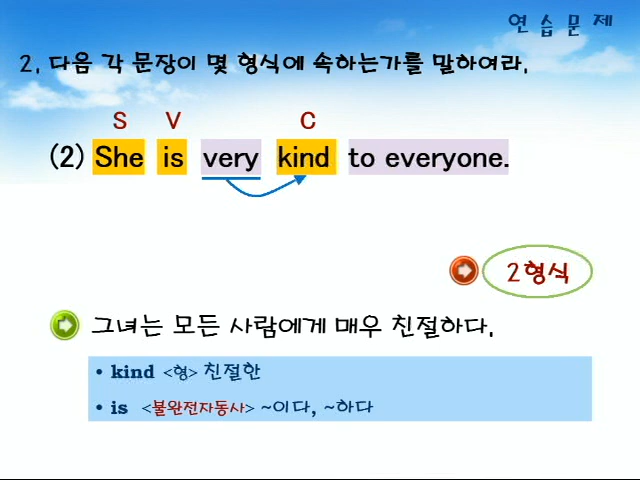 연 습 문 제
2. 다음 각 문장이 몇 형식에 속하는가를 말하여라.
S V C
(2) She is very kind to everyone.
2형식
그녀는 모든 사람에게 매우 친절하다.
• kind <형> 친절한
• is <불완전자동사> ~이다, ~하다